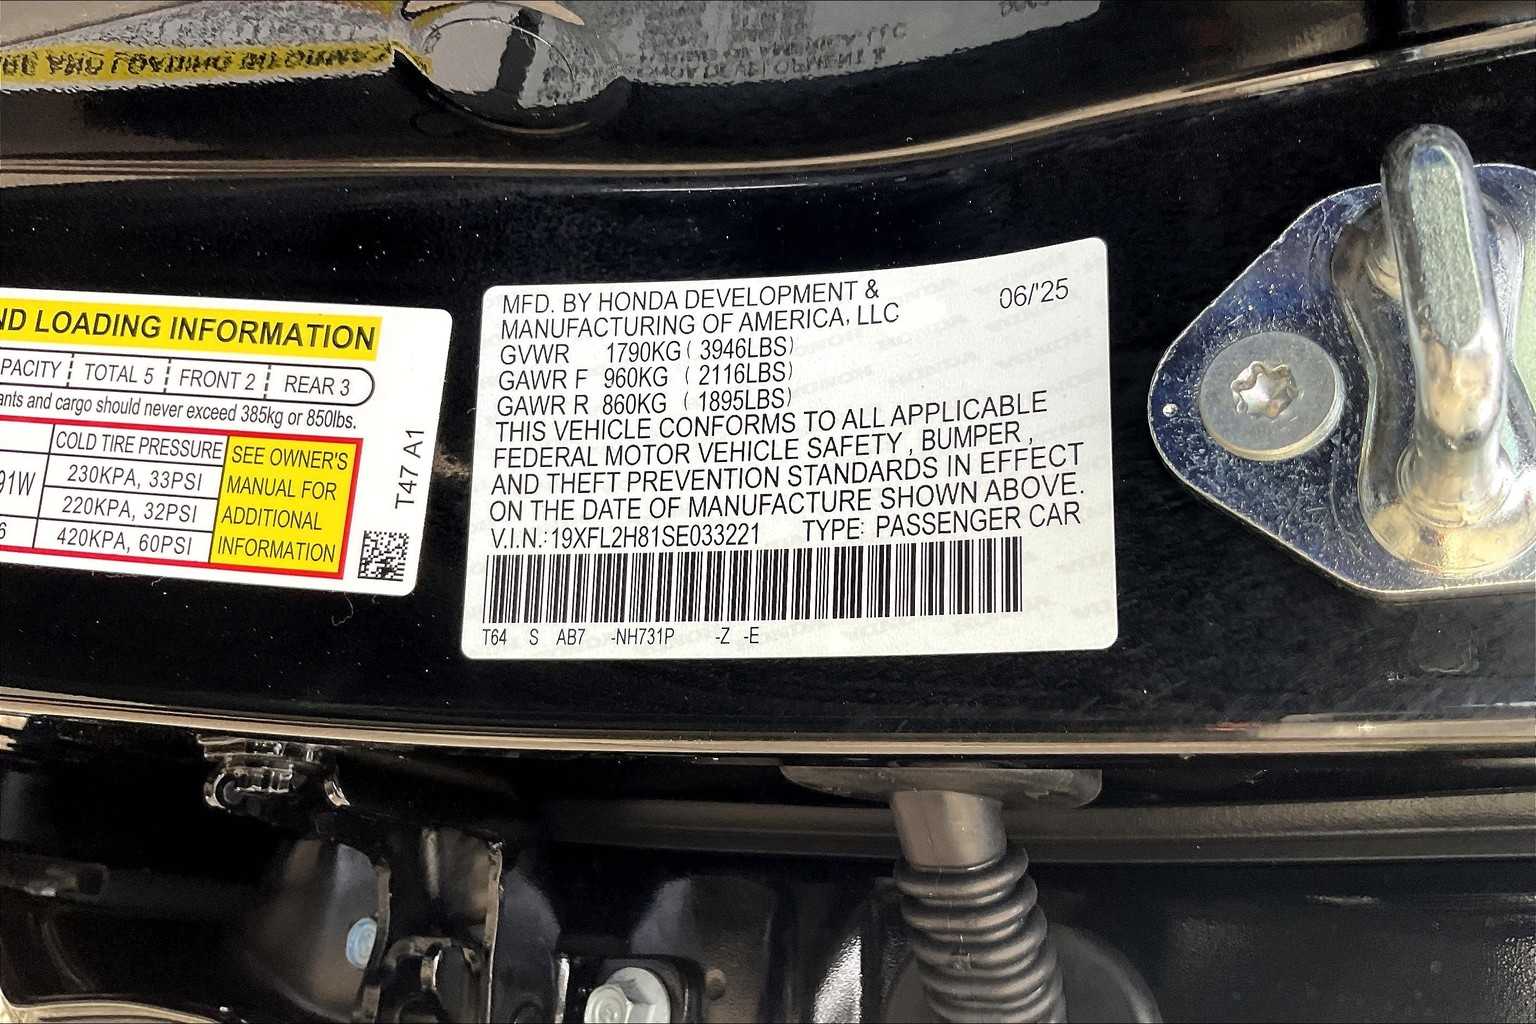 ND LOADING INFORMATION
PACITY TOTAL 5 FRONT 2 REAR 3
ants and cargo should never exceed 385kg or 850lbs.
COLD TIRE PRESSURE
91W 230KPA, 33PSI
220KPA, 32PSI
6 420KPA, 60PSI
SEE OWNER'S
MANUAL FOR
ADDITIONAL
INFORMATION
T47 A1
MFD. BY HONDA DEVELOPMENT &
MANUFACTURING OF AMERICA, LLC
06/'25
GVWR 1790KG ( 3946LBS)
GAWR F 960KG ( 2116LBS)
GAWR R 860KG ( 1895LBS)
THIS VEHICLE CONFORMS TO ALL APPLICABLE
FEDERAL MOTOR VEHICLE SAFETY , BUMPER ,
AND THEFT PREVENTION STANDARDS IN EFFECT
ON THE DATE OF MANUFACTURE SHOWN ABOVE.
V.I.N.: 19XFL2H81SE033221 TYPE: PASSENGER CAR
T64 S AB7 -NH731P -Z -E